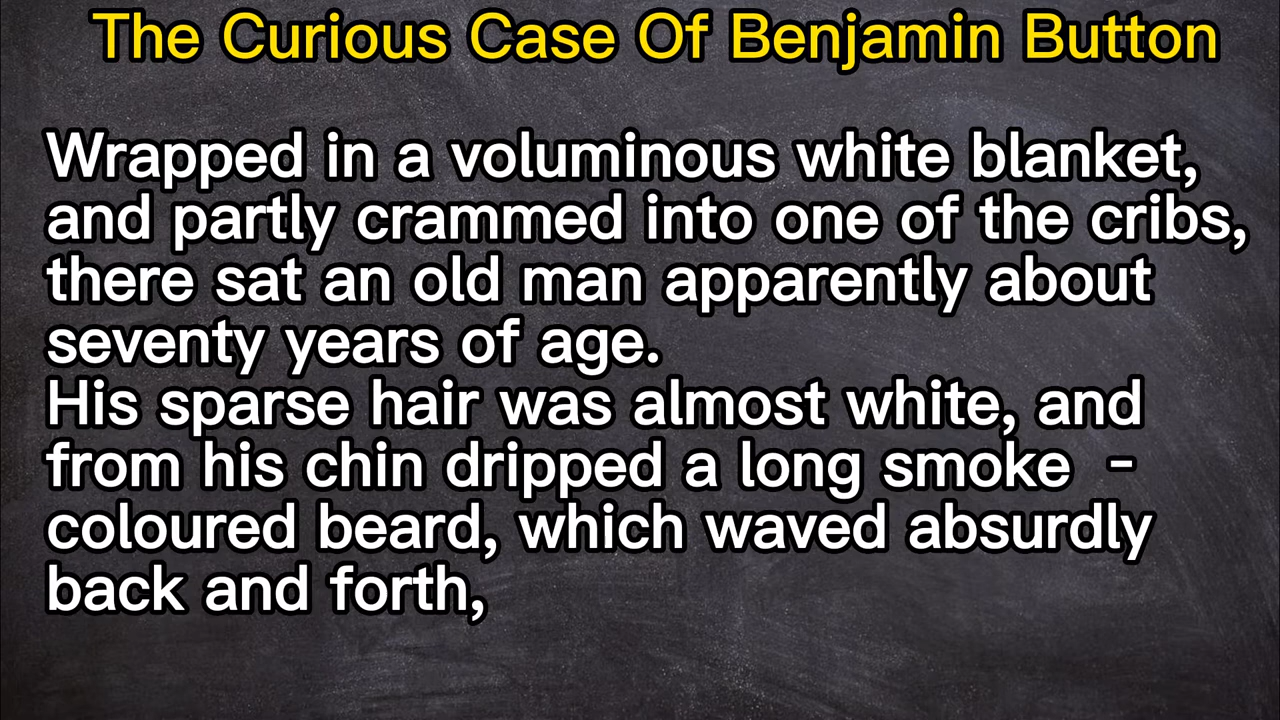 The Curious Case Of Benjamin Button
Wrapped in a voluminous white blanket,
and partly crammed into one of the cribs,
there sat an old man apparently about
seventy years of age.
His sparse hair was almost white, and
from his chin dripped a long smoke -
coloured beard, which waved absurdly
back and forth,